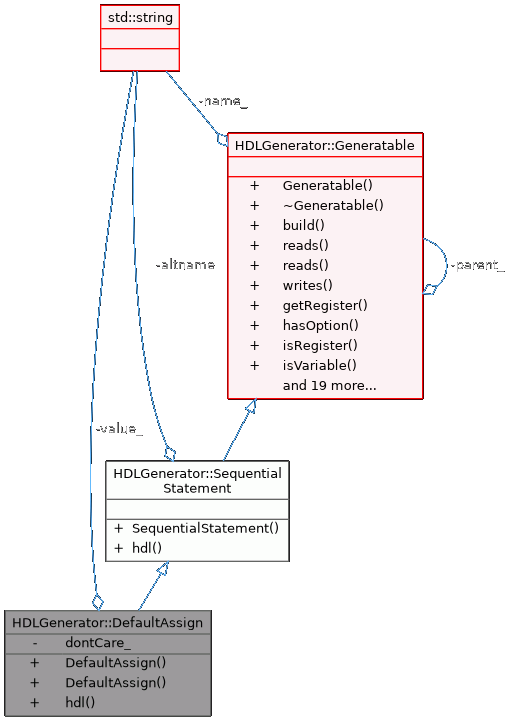 std::string
-name_
HDLGenerator::Generatable
+ Generatable()
+ ~Generatable()
+ build()
+ reads()
+ reads()
+ writes()
+ getRegister()
+ hasOption()
+ isRegister()
+ isVariable()
and 19 more...
-altname
-parent_
-value_
HDLGenerator::Sequential
Statement
+ SequentialStatement()
+ hdl()
HDLGenerator::DefaultAssign
- dontCare_
+ DefaultAssign()
+ DefaultAssign()
+ hdl()